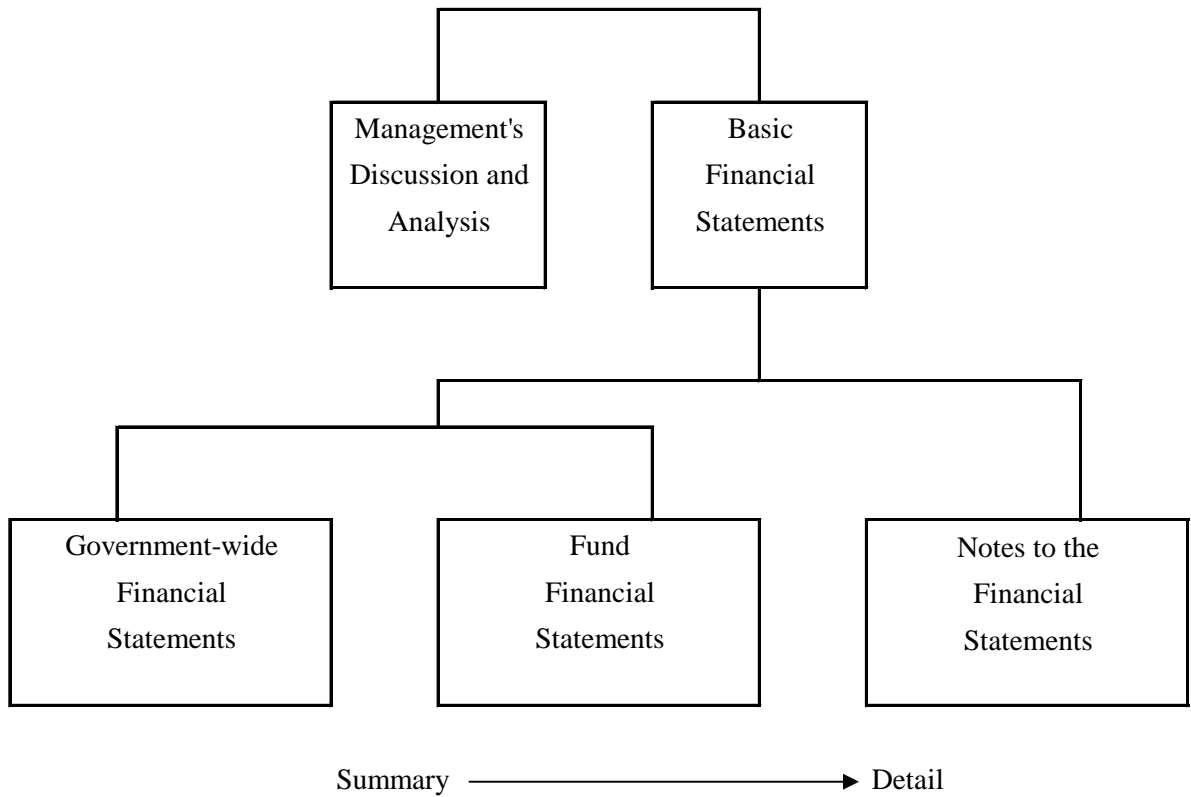 Management's
Discussion and
Analysis
Basic
Financial
Statements
Government-wide
Financial
Statements
Fund
Financial
Statements
Notes to the
Financial
Statements
Summary
Detail